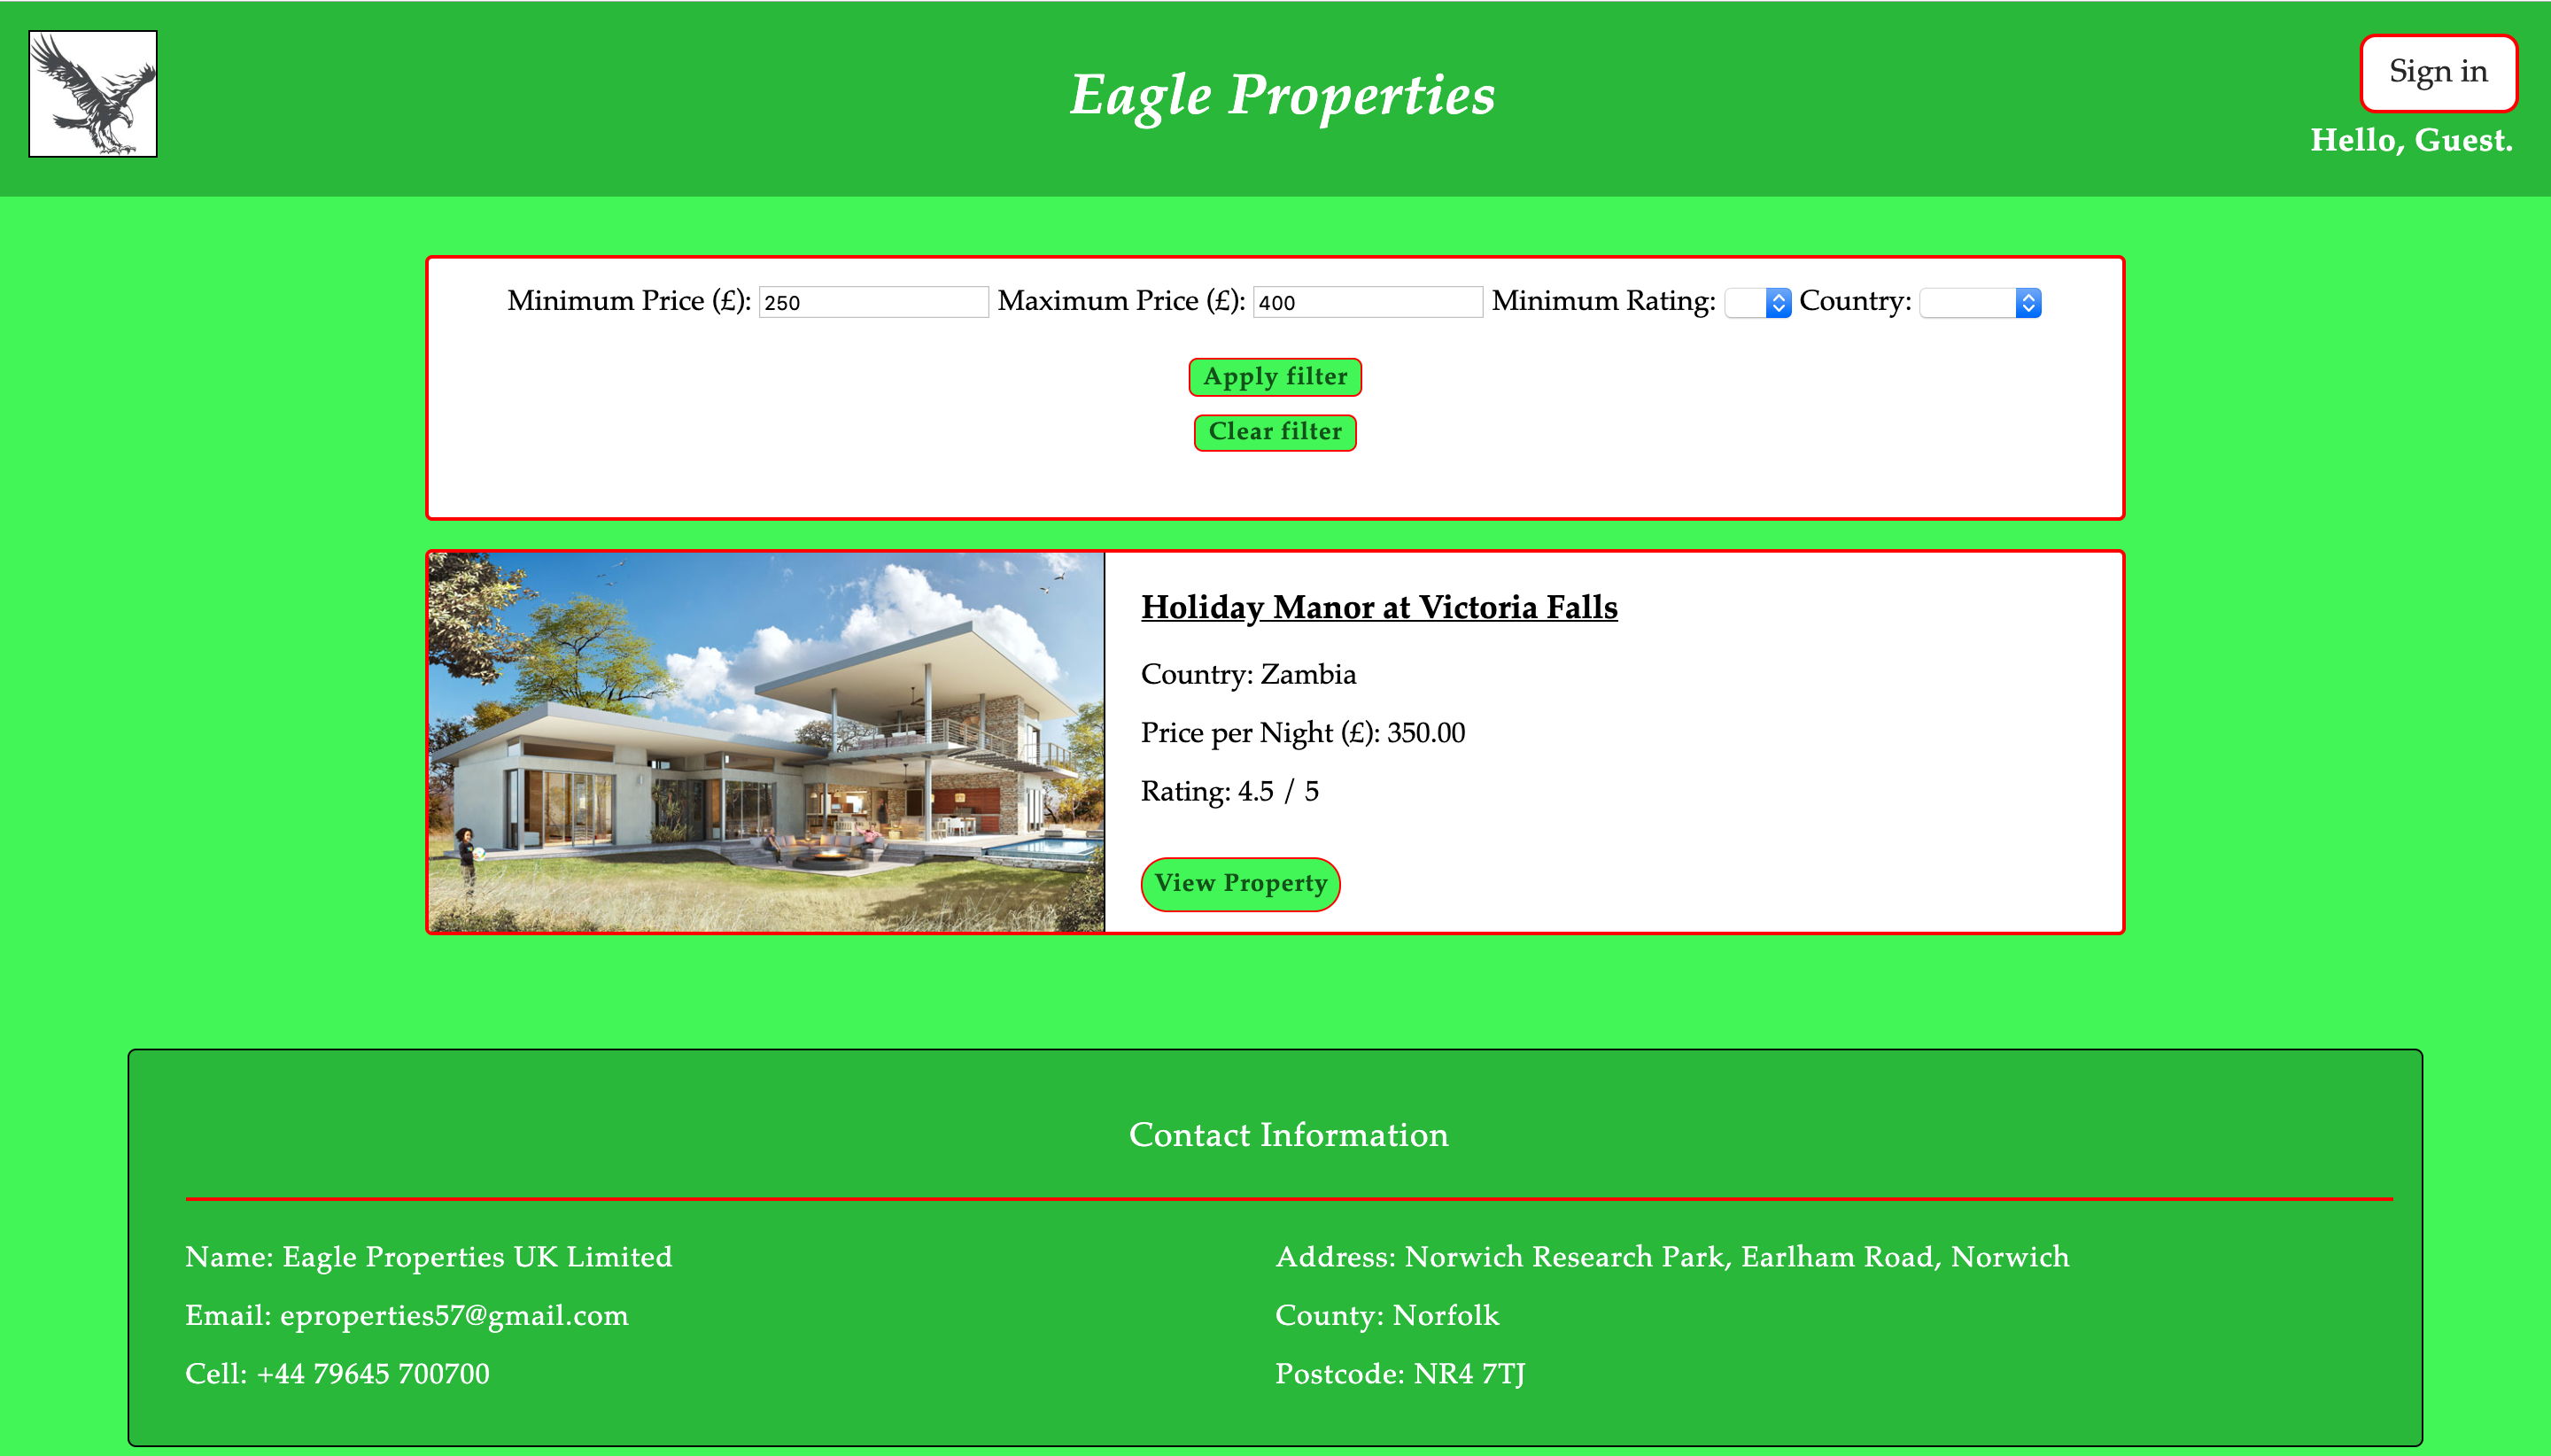 Eagle Properties
Sign in
Hello, Guest.
Minimum Price (£): 250 Maximum Price (£): 400 Minimum Rating: Country:
Apply filter
Clear filter
Holiday Manor at Victoria Falls
Country: Zambia
Price per Night (£): 350.00
Rating: 4.5 / 5
View Property
Contact Information
Name: Eagle Properties UK Limited
Email: eproperties57@gmail.com
Cell: +44 79645 700700
Address: Norwich Research Park, Earlham Road, Norwich
County: Norfolk
Postcode: NR4 7TJ